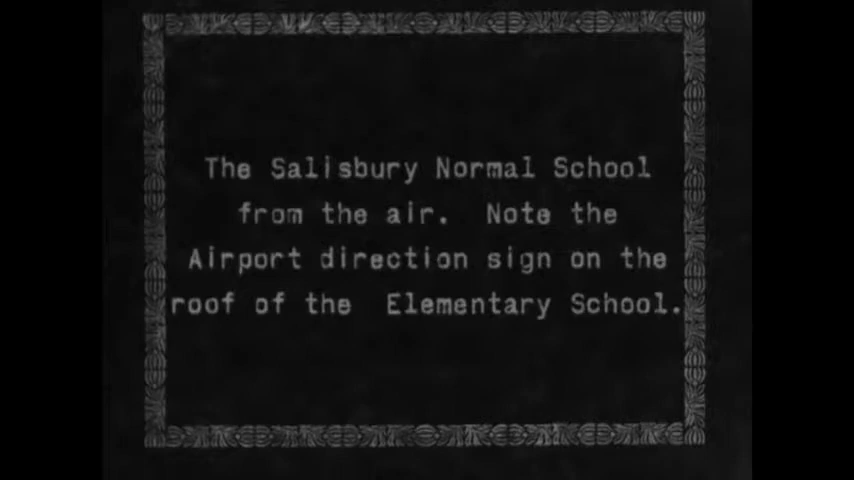 The Salisbury Normal School
from the air. Note the
Airport direction sign on the
roof of the Elementary School.